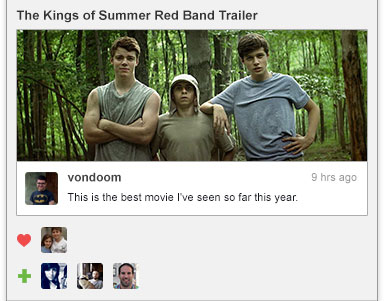 The Kings of Summer Red Band Trailer
vondoom
9 hrs ago
This is the best movie I've seen so far this year.